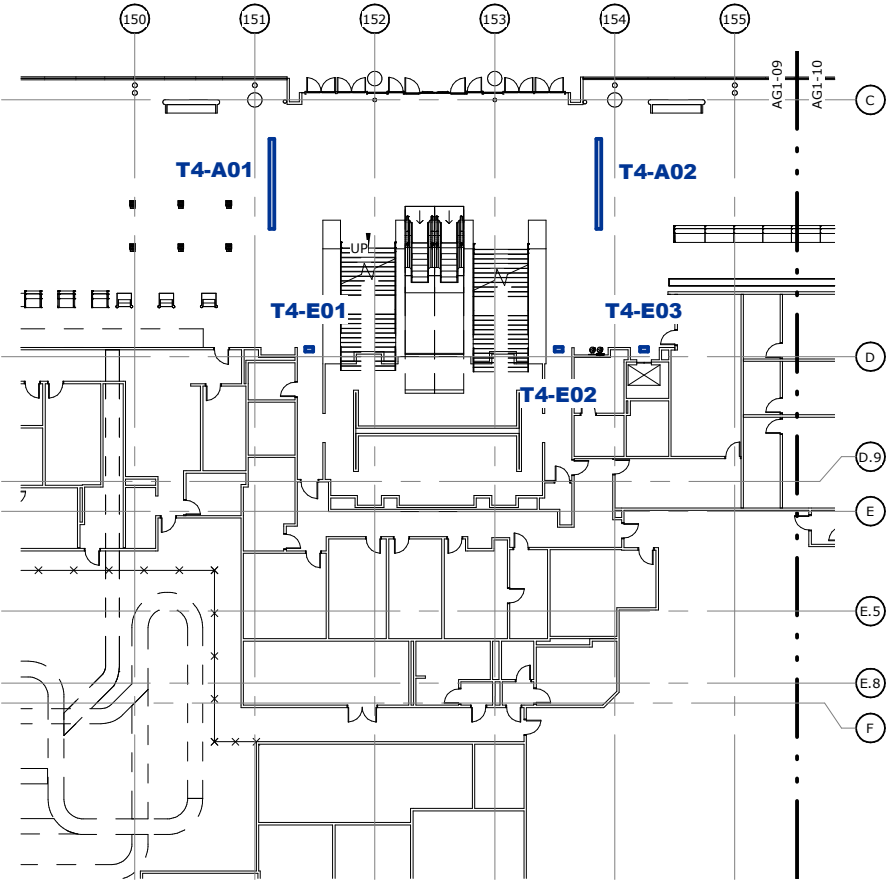 150
151
152
153
154
155
AG1-09
AG1-10
C
T4-A01
T4-A02
UP
T4-E01
T4-E03
D
T4-E02
D.9
E
E.5
E.8
F